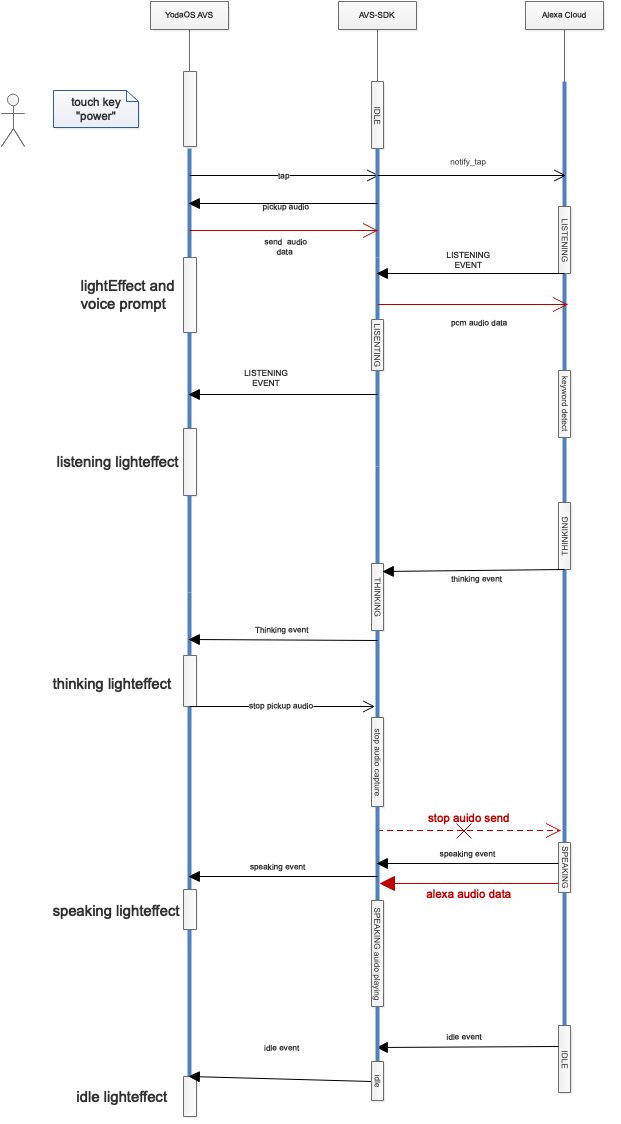 YodaOS AVS
AVS-SDK
Alexa Cloud
touch key
"power"
IDLE
notify_tap
tap
pickup audio
send audio
data
LISTENING
LISTENING
EVENT
lightEffect and
voice prompt
pcm audio data
LISENTING
LISTENING
EVENT
keyword detect
listening lighteffect
THINKING
thinking event
THINKING
Thinking event
thinking lighteffect
stop pickup audio
stop audio capture
stop auido send
SPEAKING
speaking event
speaking event
alexa audio data
speaking lighteffect
SPEAKING auido playing
idle event
idle event
IDLE
idle
idle lighteffect